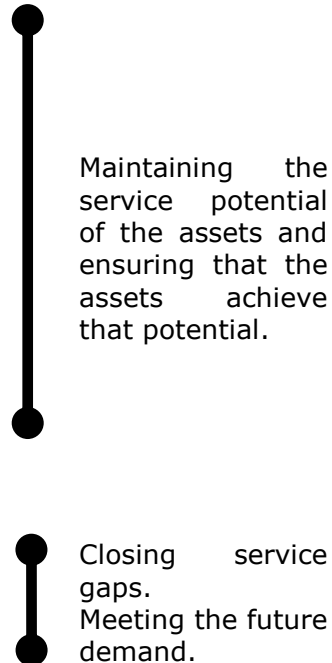 Maintaining the
service potential
of the assets and
ensuring that the
assets achieve
that potential.
Closing service
gaps.
Meeting the future
demand.